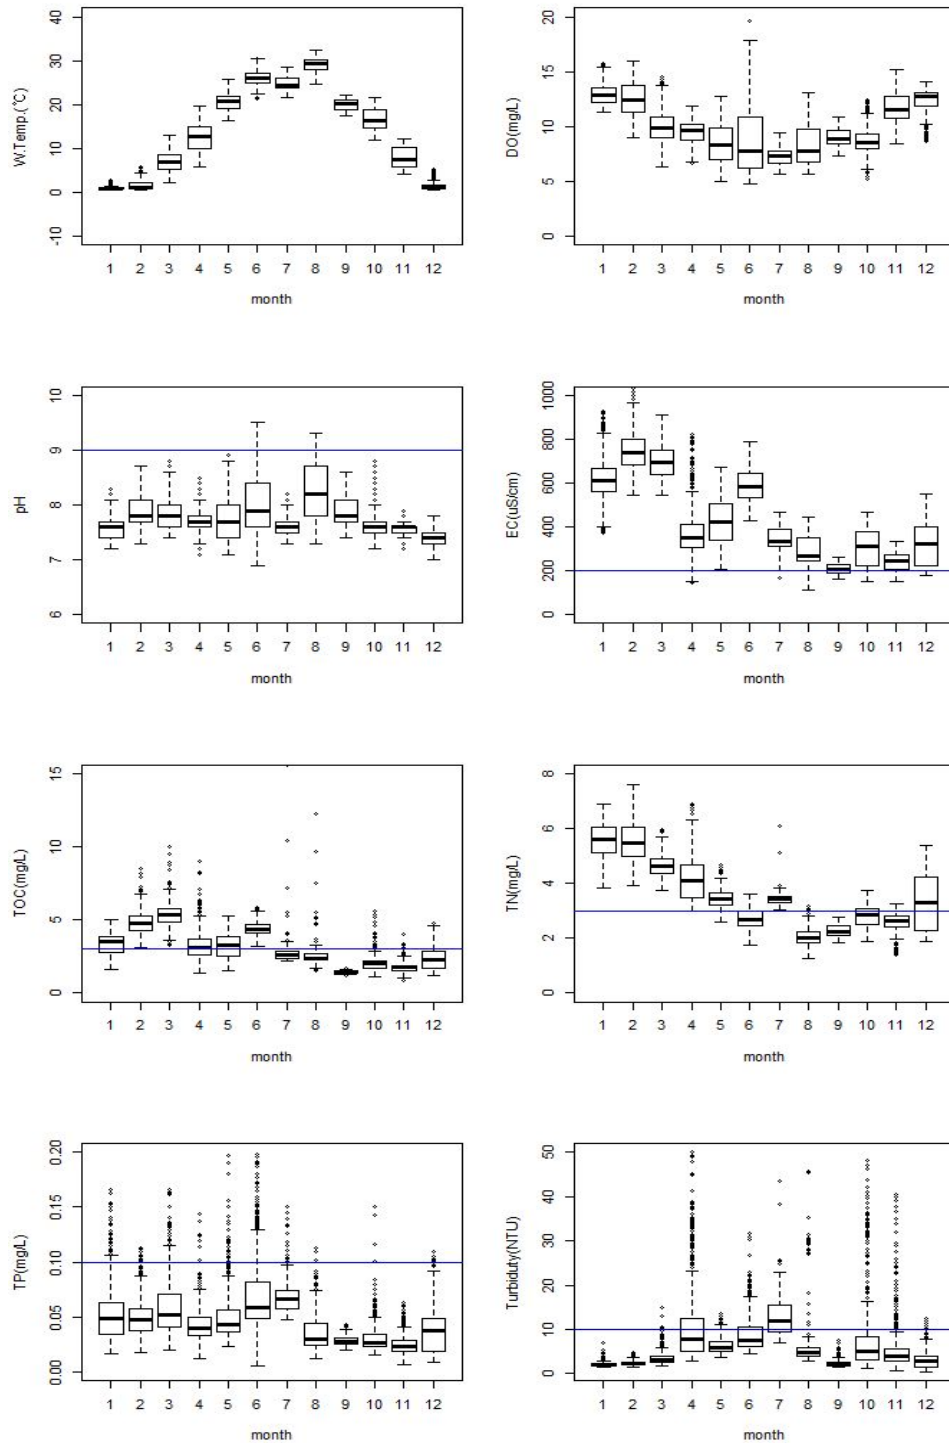 W.Temp.(℃)
40
30
20
10
0
-10
1 2 3 4 5 6 7 8 9 10 11 12
month
DO(mg/L)
20
15
10
5
0
1 2 3 4 5 6 7 8 9 10 11 12
month
pH
10
9
8
7
6
1 2 3 4 5 6 7 8 9 10 11 12
month
EC(uS/cm)
1000
800
600
400
200
0
1 2 3 4 5 6 7 8 9 10 11 12
month
TOC(mg/L)
15
10
5
0
1 2 3 4 5 6 7 8 9 10 11 12
month
TN(mg/L)
8
6
4
2
0
1 2 3 4 5 6 7 8 9 10 11 12
month
TP(mg/L)
0.20
0.15
0.10
0.05
0.00
1 2 3 4 5 6 7 8 9 10 11 12
month
Turbiduty(NTU)
50
40
30
20
10
0
1 2 3 4 5 6 7 8 9 10 11 12
month